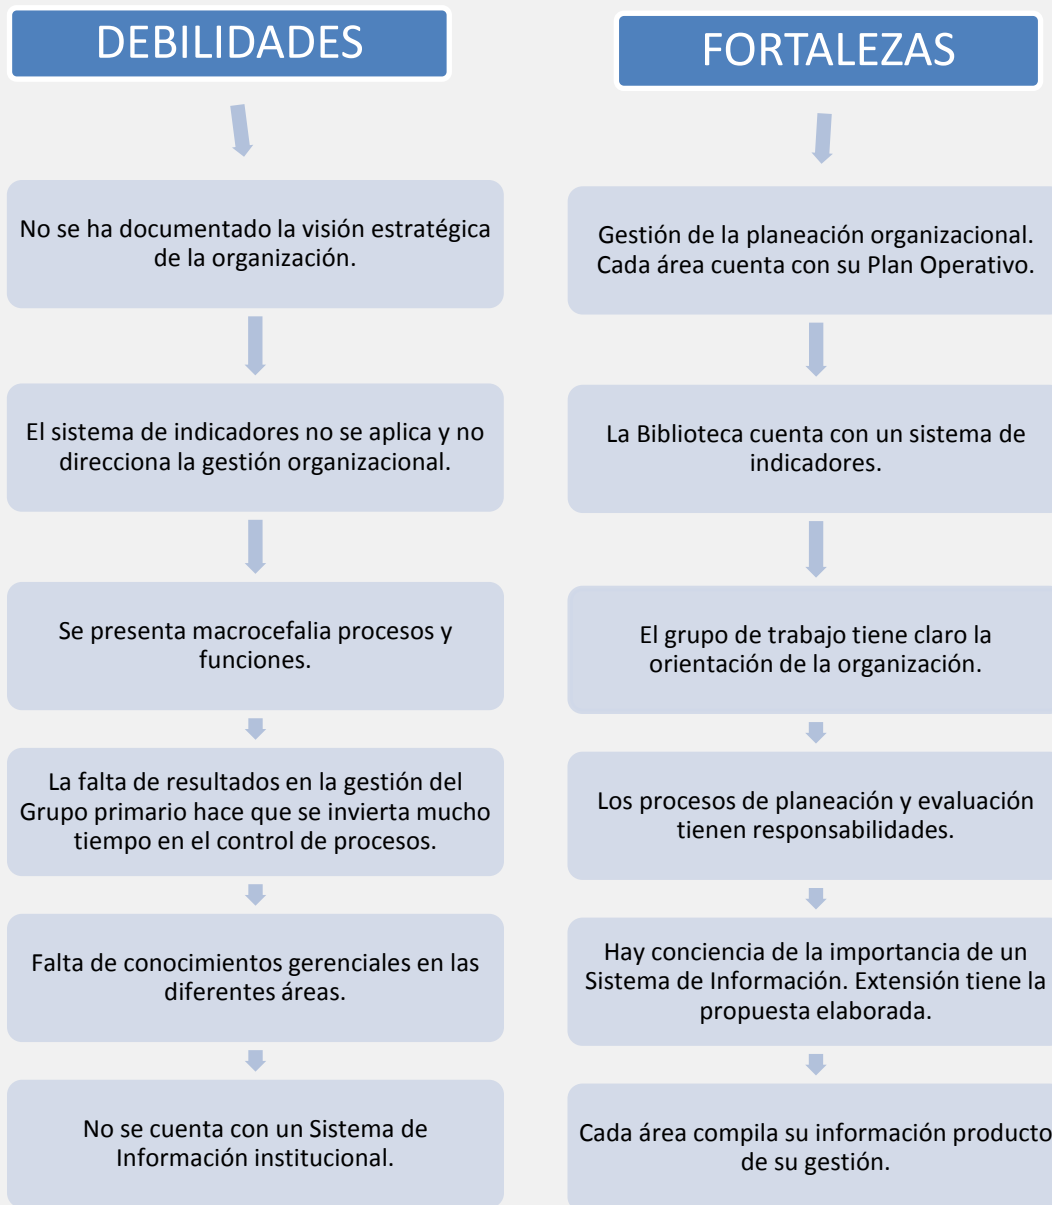 DEBILIDADES
No se ha documentado la visión estratégica
de la organización.
El sistema de indicadores no se aplica y no
direcciona la gestión organizacional.
Se presenta macrocefalia procesos y
funciones.
La falta de resultados en la gestión del
Grupo primario hace que se invierta mucho
tiempo en el control de procesos.
Falta de conocimientos gerenciales en las
diferentes áreas.
No se cuenta con un Sistema de
Información institucional.
FORTALEZAS
Gestión de la planeación organizacional.
Cada área cuenta con su Plan Operativo.
La Biblioteca cuenta con un sistema de
indicadores.
El grupo de trabajo tiene claro la
orientación de la organización.
Los procesos de planeación y evaluación
tienen responsabilidades.
Hay conciencia de la importancia de un
Sistema de Información. Extensión tiene la
propuesta elaborada.
Cada área compila su información producto
de su gestión.